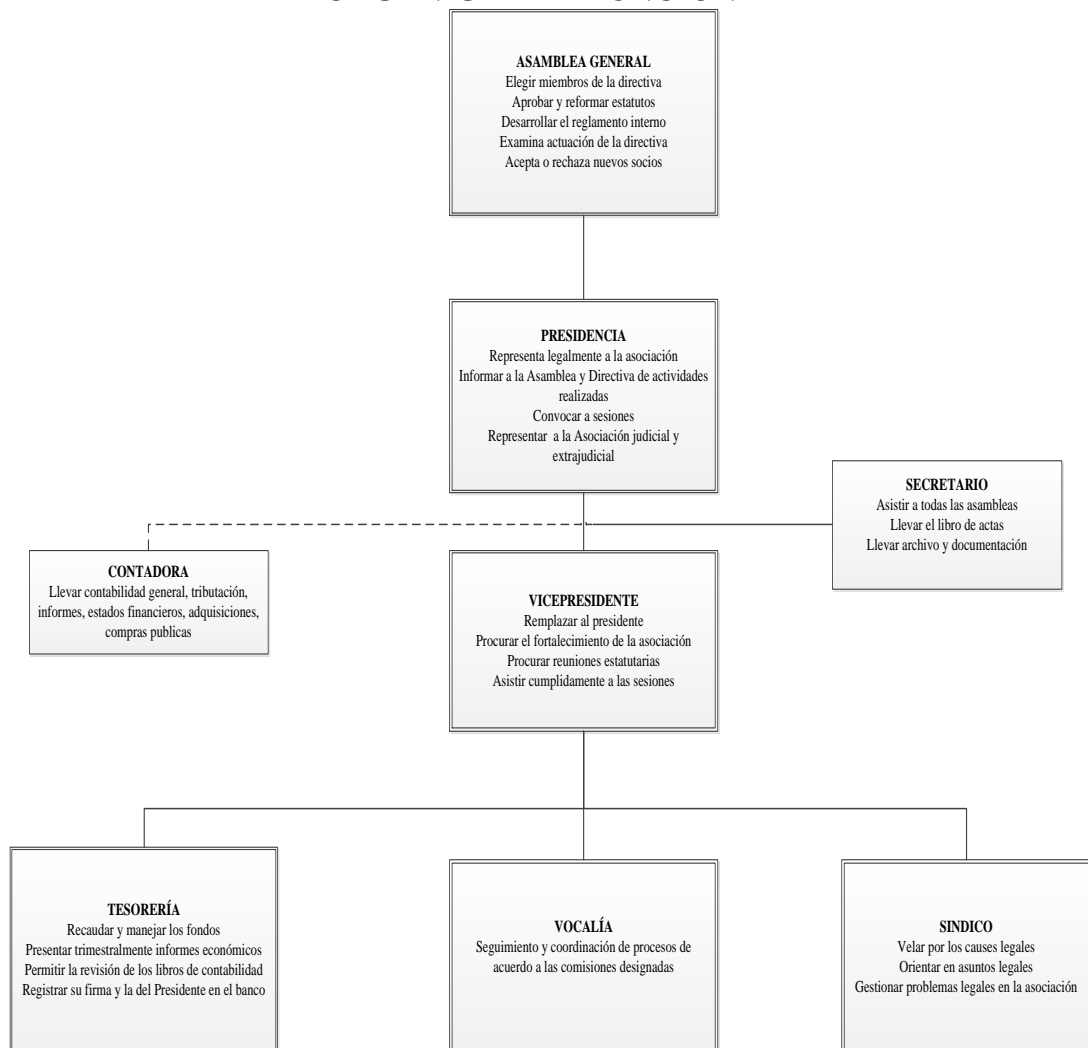 ASAMBLEA GENERAL
Elegir miembros de la directiva
Aprobar y reformar estatutos
Desarrollar el reglamento interno
Examina actuación de la directiva
Acepta o rechaza nuevos socios
PRESIDENCIA
Representa legalmente a la asociación
Informar a la Asamblea y Directiva de actividades
realizadas
Convocar a sesiones
Representar a la Asociación judicial y
extrajudicial
SECRETARIO
Asistir a todas las asambleas
Llevar el libro de actas
Llevar archivo y documentación
CONTADORA
Llevar contabilidad general, tributación,
informes, estados financieros, adquisiciones,
compras publicas
VICEPRESIDENTE
Remplazar al presidente
Procurar el fortalecimiento de la asociación
Procurar reuniones estatutarias
Asistir cumplidamente a las sesiones
TESORERÍA
Recaudar y manejar los fondos
Presentar trimestralmente informes económicos
Permitir la revisión de los libros de contabilidad
Registrar su firma y la del Presidente en el banco
VOCALÍA
Seguimiento y coordinación de procesos de
acuerdo a las comisiones designadas
SINDICO
Velar por los causes legales
Orientar en asuntos legales
Gestionar problemas legales en la asociación